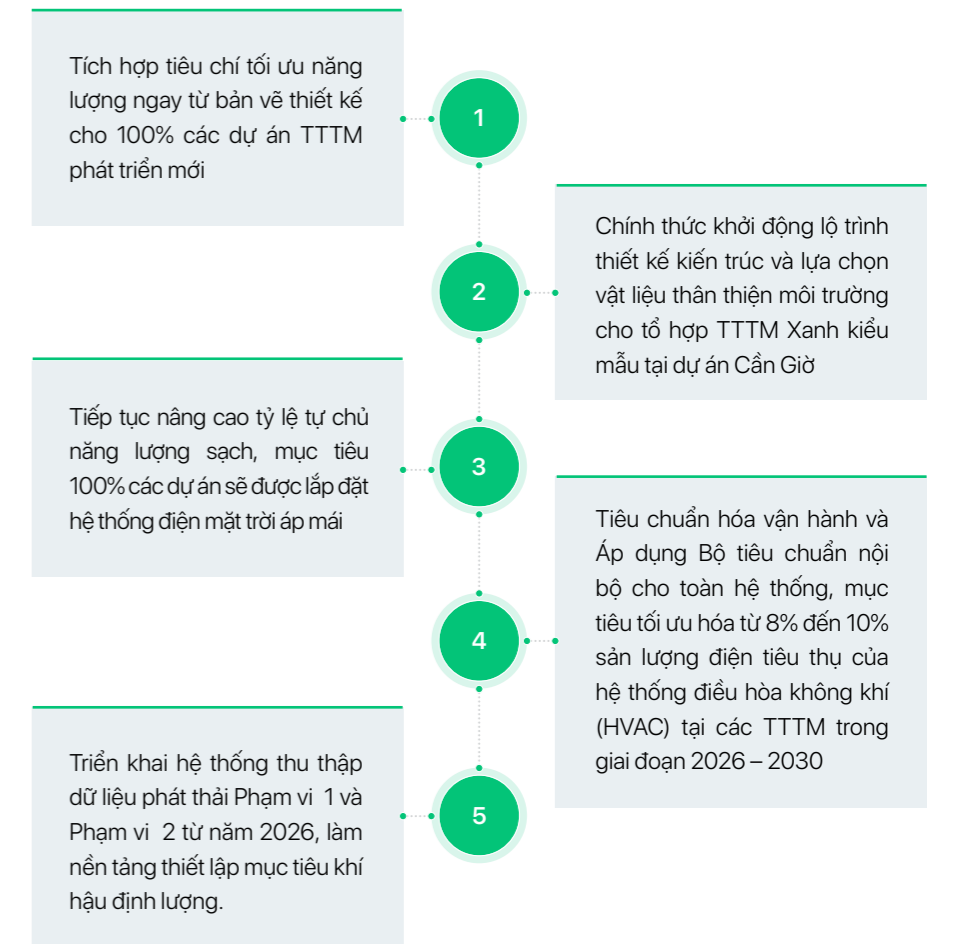 Tích hợp tiêu chí tối ưu năng
lượng ngay từ bản vẽ thiết kế
cho 100% các dự án TTTM
phát triển mới
1
2
Chính thức khởi động lộ trình
thiết kế kiến trúc và lựa chọn
vật liệu thân thiện môi trường
cho tổ hợp TTTM Xanh kiểu
mẫu tại dự án Cần Giờ
Tiếp tục nâng cao tỷ lệ tự chủ
năng lượng sạch, mục tiêu
100% các dự án sẽ được lắp đặt
hệ thống điện mặt trời áp mái
3
4
Tiêu chuẩn hóa vận hành và
Áp dụng Bộ tiêu chuẩn nội
bộ cho toàn hệ thống, mục
tiêu tối ưu hóa từ 8% đến 10%
sản lượng điện tiêu thụ của
hệ thống điều hòa không khí
(HVAC) tại các TTTM trong
giai đoạn 2026 – 2030
Triển khai hệ thống thu thập
dữ liệu phát thải Phạm vi 1 và
Phạm vi 2 từ năm 2026, làm
nền tảng thiết lập mục tiêu khí
hậu định lượng.
5